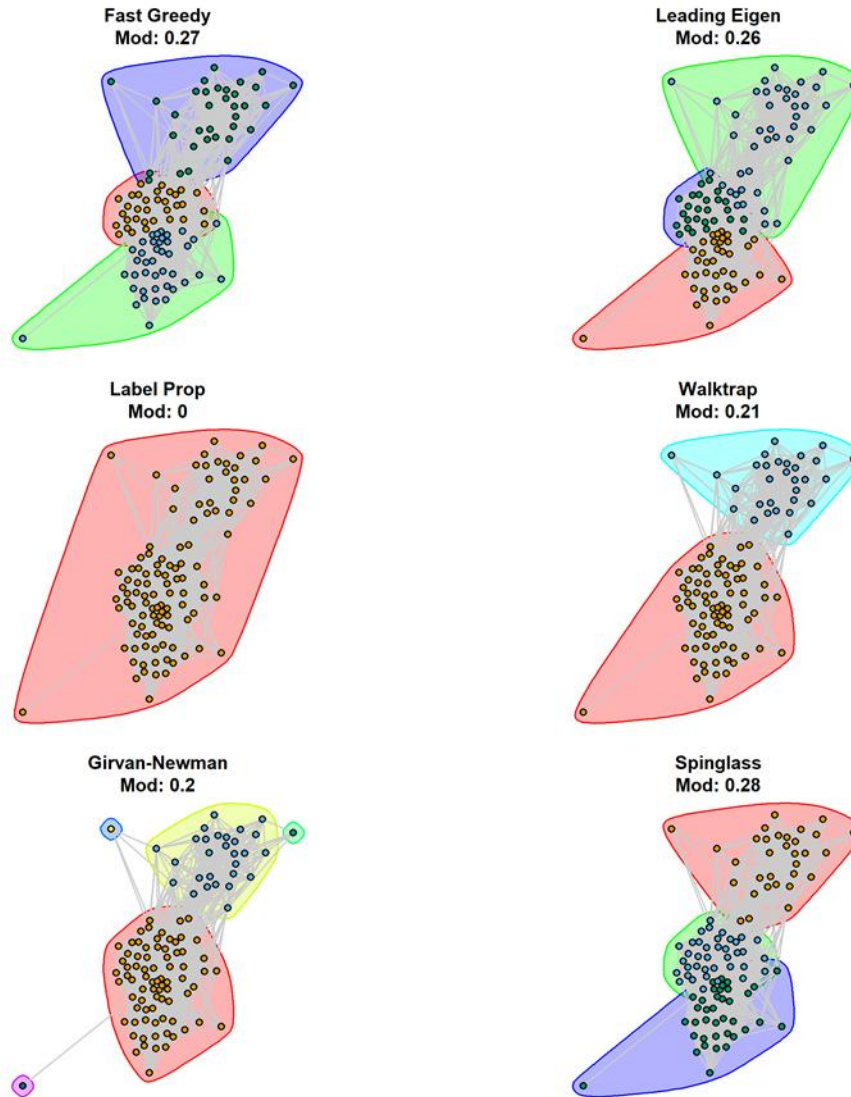 Fast Greedy
Mod: 0.27
Leading Eigen
Mod: 0.26
Label Prop
Mod: 0
Walktrap
Mod: 0.21
Girvan-Newman
Mod: 0.2
Spinglass
Mod: 0.28